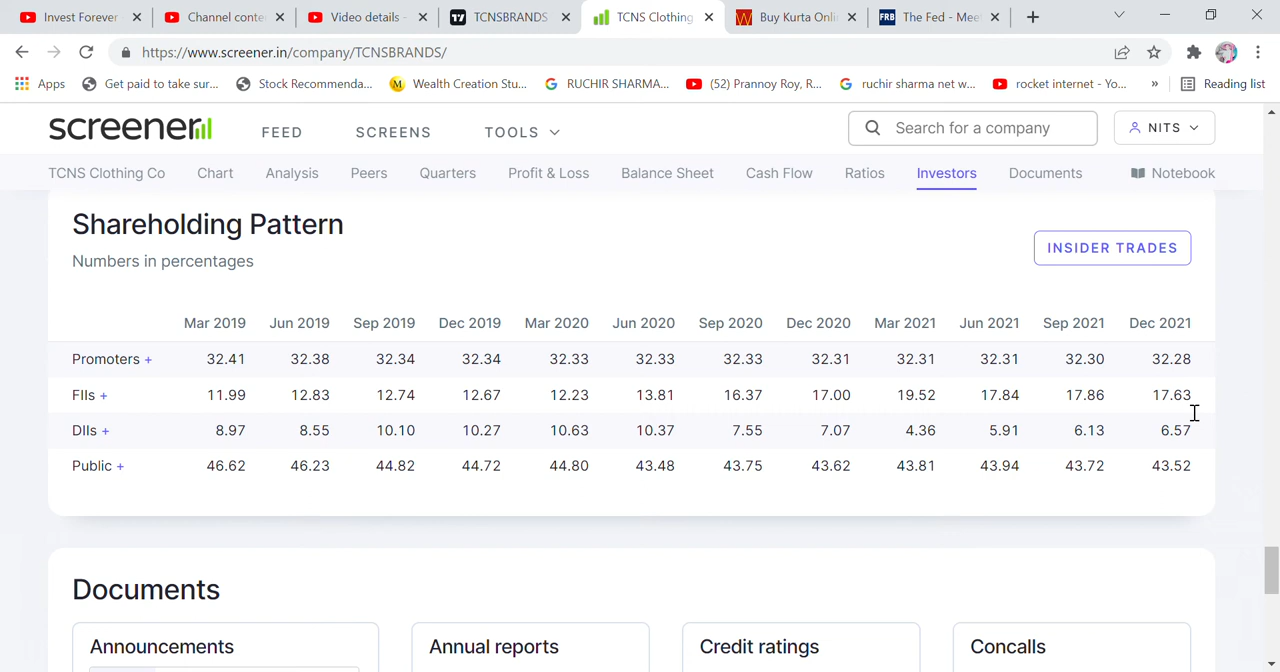 Invest Forever Channel conte Video details - TCNSBRANDS TCNS Clothing Buy Kurta Onli The Fed - Mee
https://www.screener.in/company/TCNSBRANDS/
Apps Get paid to take sur... Stock Recommenda... Wealth Creation Stu... RUCHIR SHARMA... (52) Prannoy Roy, R... ruchir sharma net w... rocket internet - Yo... » Reading list
screener FEED SCREENS TOOLS Search for a company NITS
TCNS Clothing Co Chart Analysis Peers Quarters Profit & Loss Balance Sheet Cash Flow Ratios Investors Documents Notebook
Shareholding Pattern
Numbers in percentages
INSIDER TRADES
Mar 2019 Jun 2019 Sep 2019 Dec 2019 Mar 2020 Jun 2020 Sep 2020 Dec 2020 Mar 2021 Jun 2021 Sep 2021 Dec 2021
Promoters + 32.41 32.38 32.34 32.34 32.33 32.33 32.33 32.31 32.31 32.31 32.30 32.28
FIIs + 11.99 12.83 12.74 12.67 12.23 13.81 16.37 17.00 19.52 17.84 17.86 17.63
DIIs + 8.97 8.55 10.10 10.27 10.63 10.37 7.55 7.07 4.36 5.91 6.13 6.57
Public + 46.62 46.23 44.82 44.72 44.80 43.48 43.75 43.62 43.81 43.94 43.72 43.52
Documents
Announcements Annual reports Credit ratings Concalls